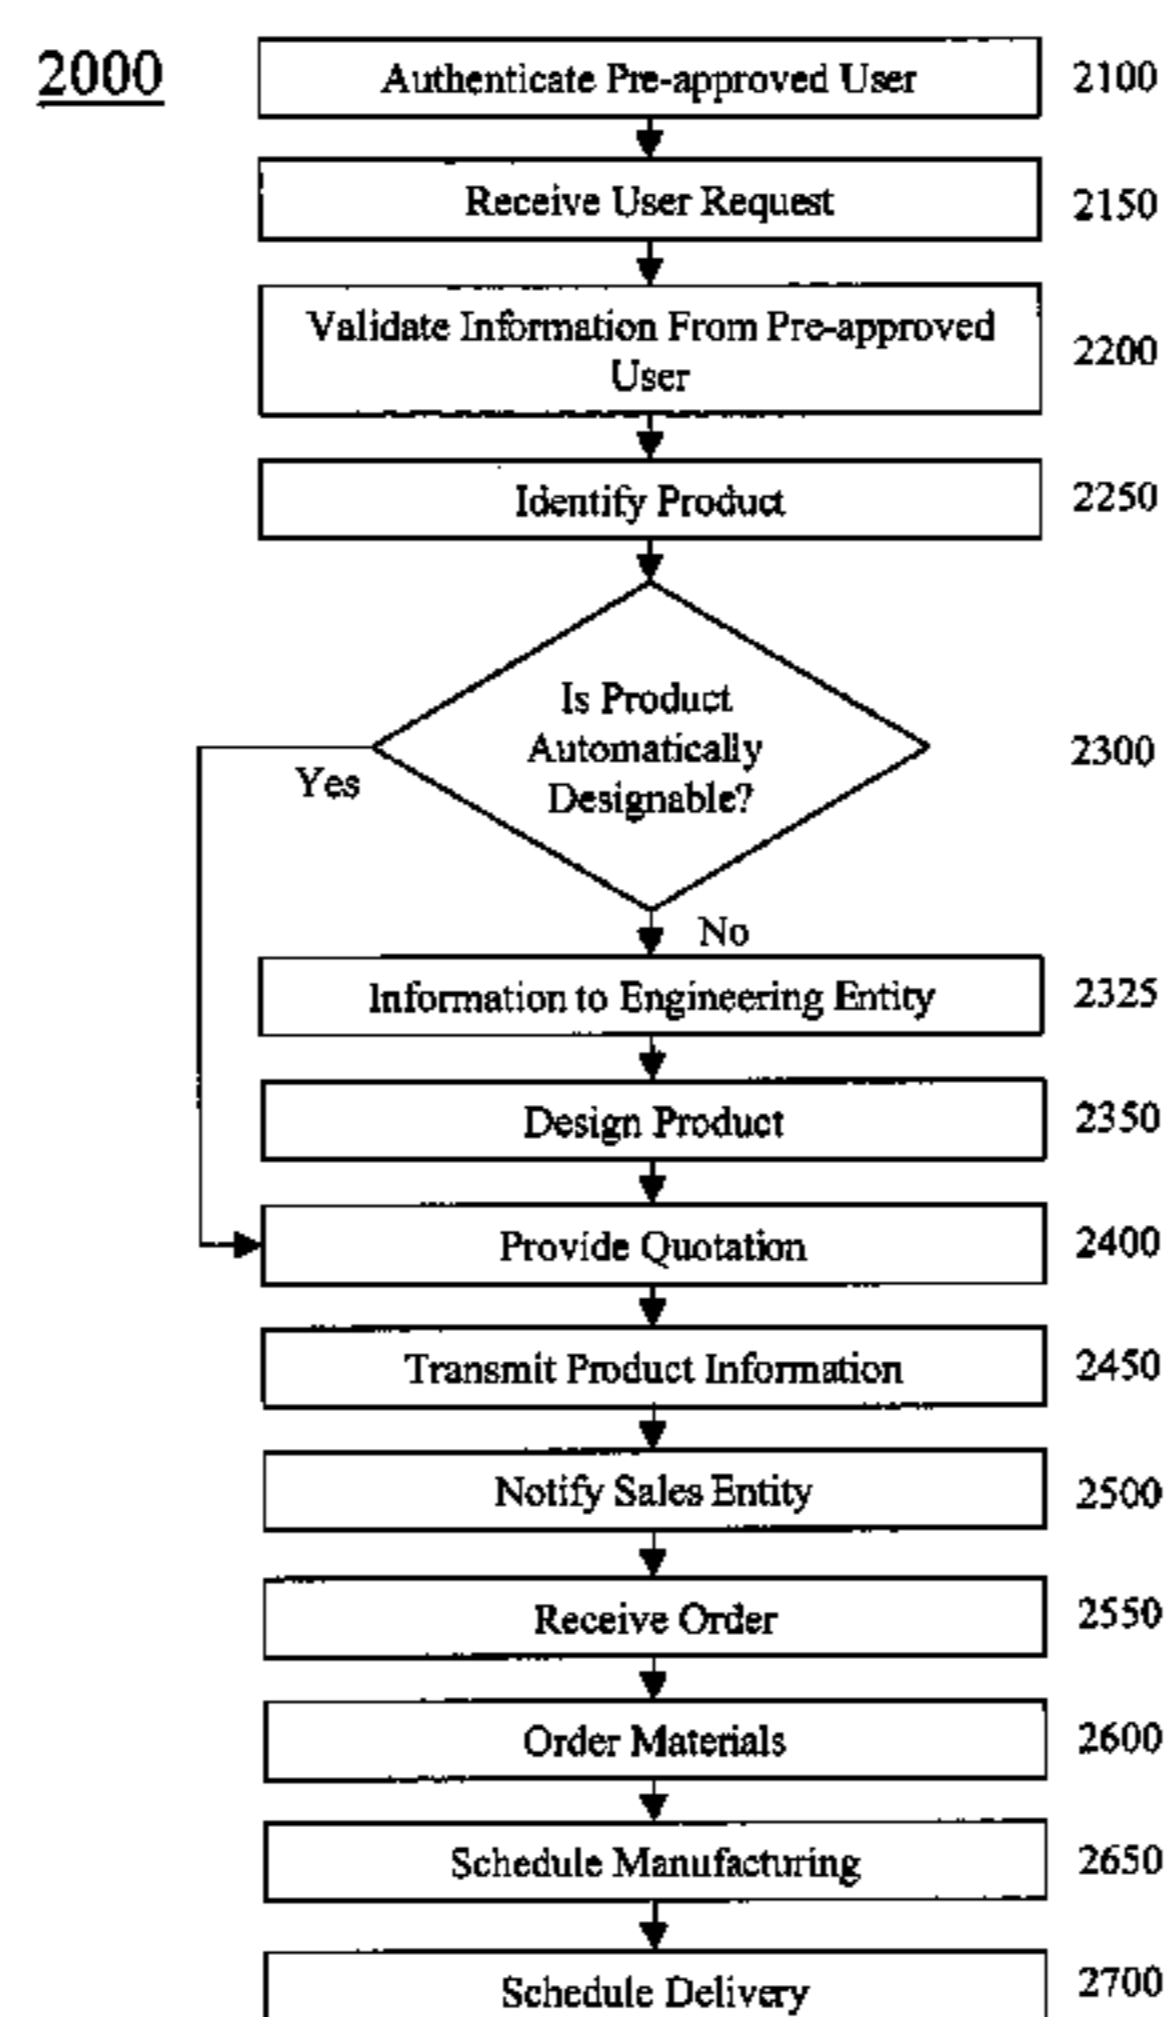 2000
Authenticate Pre-approved User
2100
Receive User Request
2150
Validate Information From Pre-approved
User
2200
Identify Product
2250
Is Product
Automatically
Designable?
2300
Yes
No
Information to Engineering Entity
2325
Design Product
2350
Provide Quotation
2400
Transmit Product Information
2450
Notify Sales Entity
2500
Receive Order
2550
Order Materials
2600
Schedule Manufacturing
2650
Schedule Delivery
2700